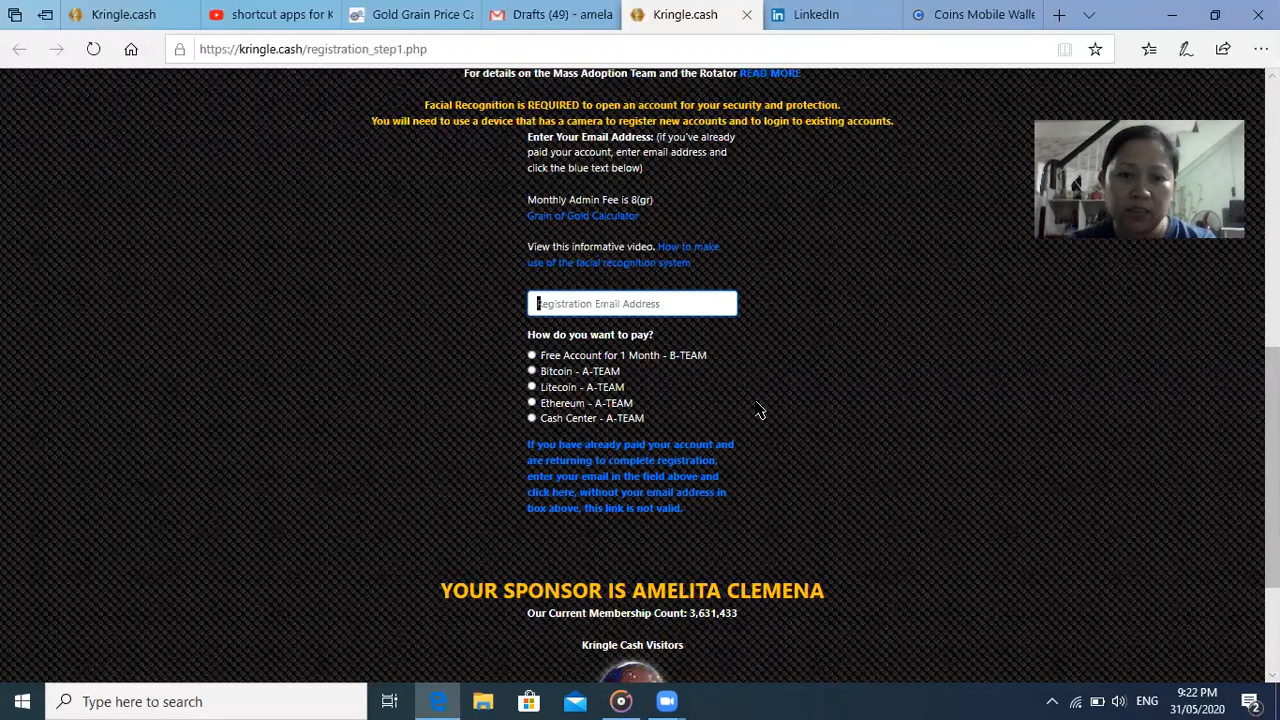 Kringle.cash
shortcut apps for K
Gold Grain Price Ca
Drafts (49) - amela
Kringle.cash
LinkedIn
Coins Mobile Walle
https://kringle.cash/registration_step1.php
For details on the Mass Adoption Team and the Rotator READ MORE
Facial Recognition is REQUIRED to open an account for your security and protection.
You will need to use a device that has a camera to register new accounts and to login to existing accounts.
Enter Your Email Address: (if you've already
paid your account, enter email address and
click the blue text below)
Monthly Admin Fee is 8(gr)
Grain of Gold Calculator
View this informative video. How to make
use of the facial recognition system
Registration Email Address
How do you want to pay?
Free Account for 1 Month - B-TEAM
Bitcoin - A-TEAM
Litecoin - A-TEAM
Ethereum - A-TEAM
Cash Center - A-TEAM
If you have already paid your account and
are returning to complete registration,
enter your email in the field above and
click here, without your email address in
box above, this link is not valid.
YOUR SPONSOR IS AMELITA CLEMENA
Our Current Membership Count: 3,631,433
Kringle Cash Visitors
Type here to search
ENG
9:22 PM
31/05/2020
2